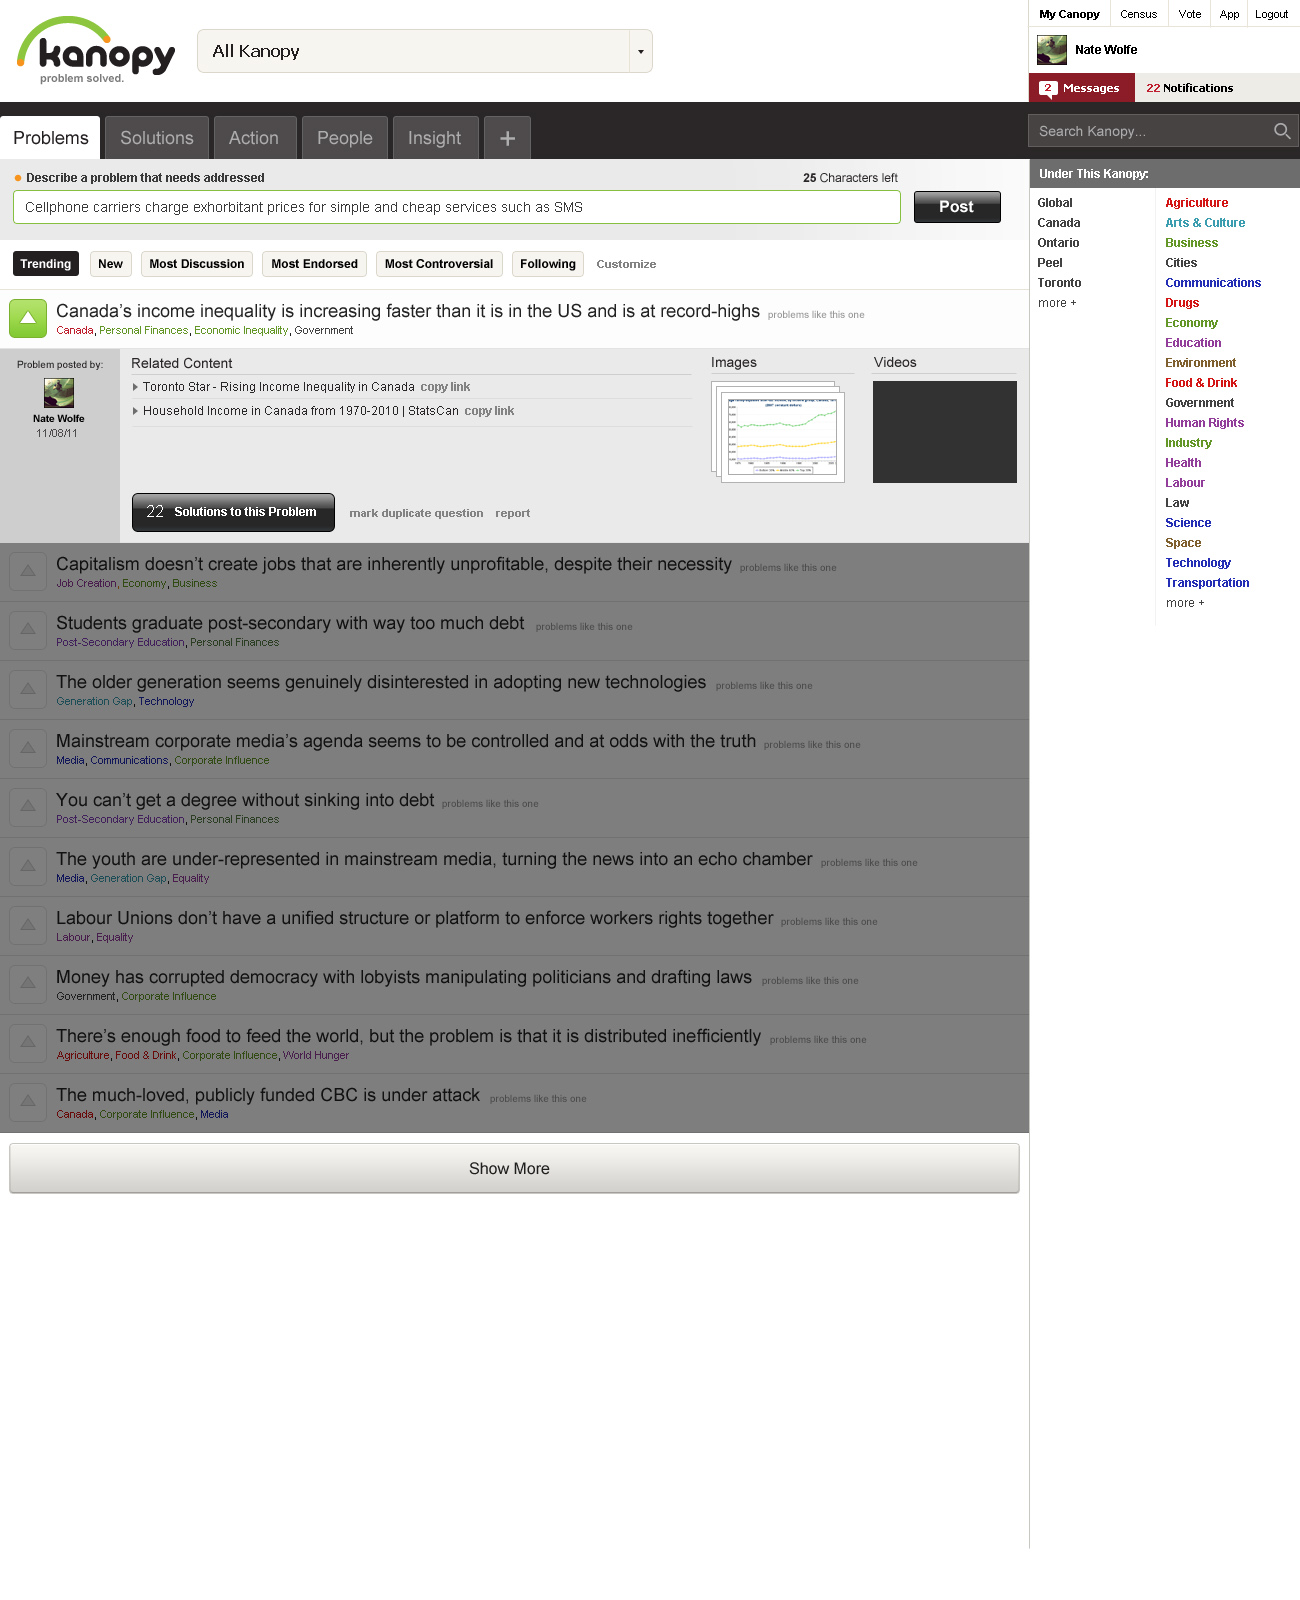 kanopy
problem solved.
All Kanopy
My Canopy Census Vote App Logout
Nate Wolfe
2 Messages 22 Notifications
Problems Solutions Action People Insight +
Search Kanopy...
Describe a problem that needs addressed 25 Characters left
Cellphone carriers charge exhorbitant prices for simple and cheap services such as SMS
Post
Trending New Most Discussion Most Endorsed Most Controversial Following Customize
Canada's income inequality is increasing faster than it is in the US and is at record-highs problems like this one
Canada, Personal Finances, Economic Inequality, Government
Problem posted by:
Nate Wolfe
11/08/11
Related Content
Toronto Star - Rising Income Inequality in Canada copy link
Household Income in Canada from 1970-2010 | StatsCan copy link
Images
Videos
22 Solutions to this Problem mark duplicate question report
Capitalism doesn't create jobs that are inherently unprofitable, despite their necessity problems like this one
Job Creation, Economy, Business
Students graduate post-secondary with way too much debt problems like this one
Post-Secondary Education, Personal Finances
The older generation seems genuinely disinterested in adopting new technologies problems like this one
Generation Gap, Technology
Mainstream corporate media's agenda seems to be controlled and at odds with the truth problems like this one
Media, Communications, Corporate Influence
You can't get a degree without sinking into debt problems like this one
Post-Secondary Education, Personal Finances
The youth are under-represented in mainstream media, turning the news into an echo chamber problems like this one
Media, Generation Gap, Equality
Labour Unions don't have a unified structure or platform to enforce workers rights together problems like this one
Labour, Equality
Money has corrupted democracy with lobyists manipulating politicians and drafting laws problems like this one
Government, Corporate Influence
There's enough food to feed the world, but the problem is that it is distributed inefficiently problems like this one
Agriculture, Food & Drink, Corporate Influence, World Hunger
The much-loved, publicly funded CBC is under attack problems like this one
Canada, Corporate Influence, Media
Show More
Under This Kanopy:
Global
Canada
Ontario
Peel
Toronto
more +
Agriculture
Arts & Culture
Business
Cities
Communications
Drugs
Economy
Education
Environment
Food & Drink
Government
Human Rights
Industry
Health
Labour
Law
Science
Space
Technology
Transportation
more +